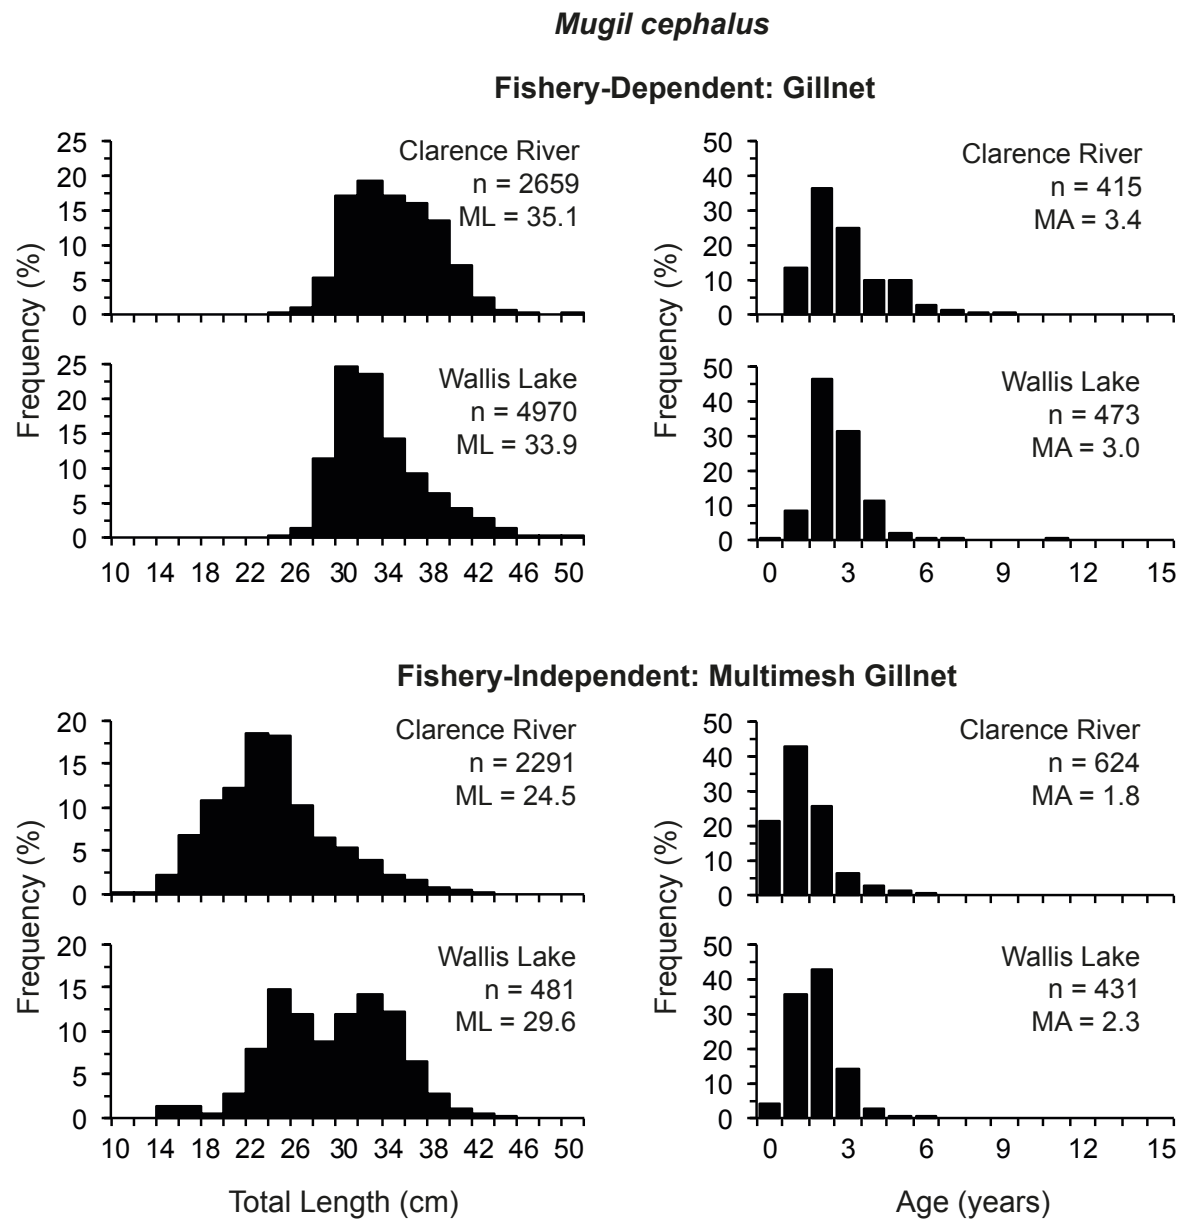 Mugil cephalus
Fishery-Dependent: Gillnet
Frequency (%)
25
20
15
10
5
0
Clarence River
n = 2659
ML = 35.1
Frequency (%)
50
40
30
20
10
0
Clarence River
n = 415
MA = 3.4
25
20
15
10
5
0
Wallis Lake
n = 4970
ML = 33.9
10 14 18 22 26 30 34 38 42 46 50
50
40
30
20
10
0
Wallis Lake
n = 473
MA = 3.0
0 3 6 9 12 15
Fishery-Independent: Multimesh Gillnet
Frequency (%)
20
15
10
5
0
Clarence River
n = 2291
ML = 24.5
Frequency (%)
50
40
30
20
10
0
Clarence River
n = 624
MA = 1.8
20
15
10
5
0
Wallis Lake
n = 481
ML = 29.6
10 14 18 22 26 30 34 38 42 46 50
Total Length (cm)
50
40
30
20
10
0
Wallis Lake
n = 431
MA = 2.3
0 3 6 9 12 15
Age (years)